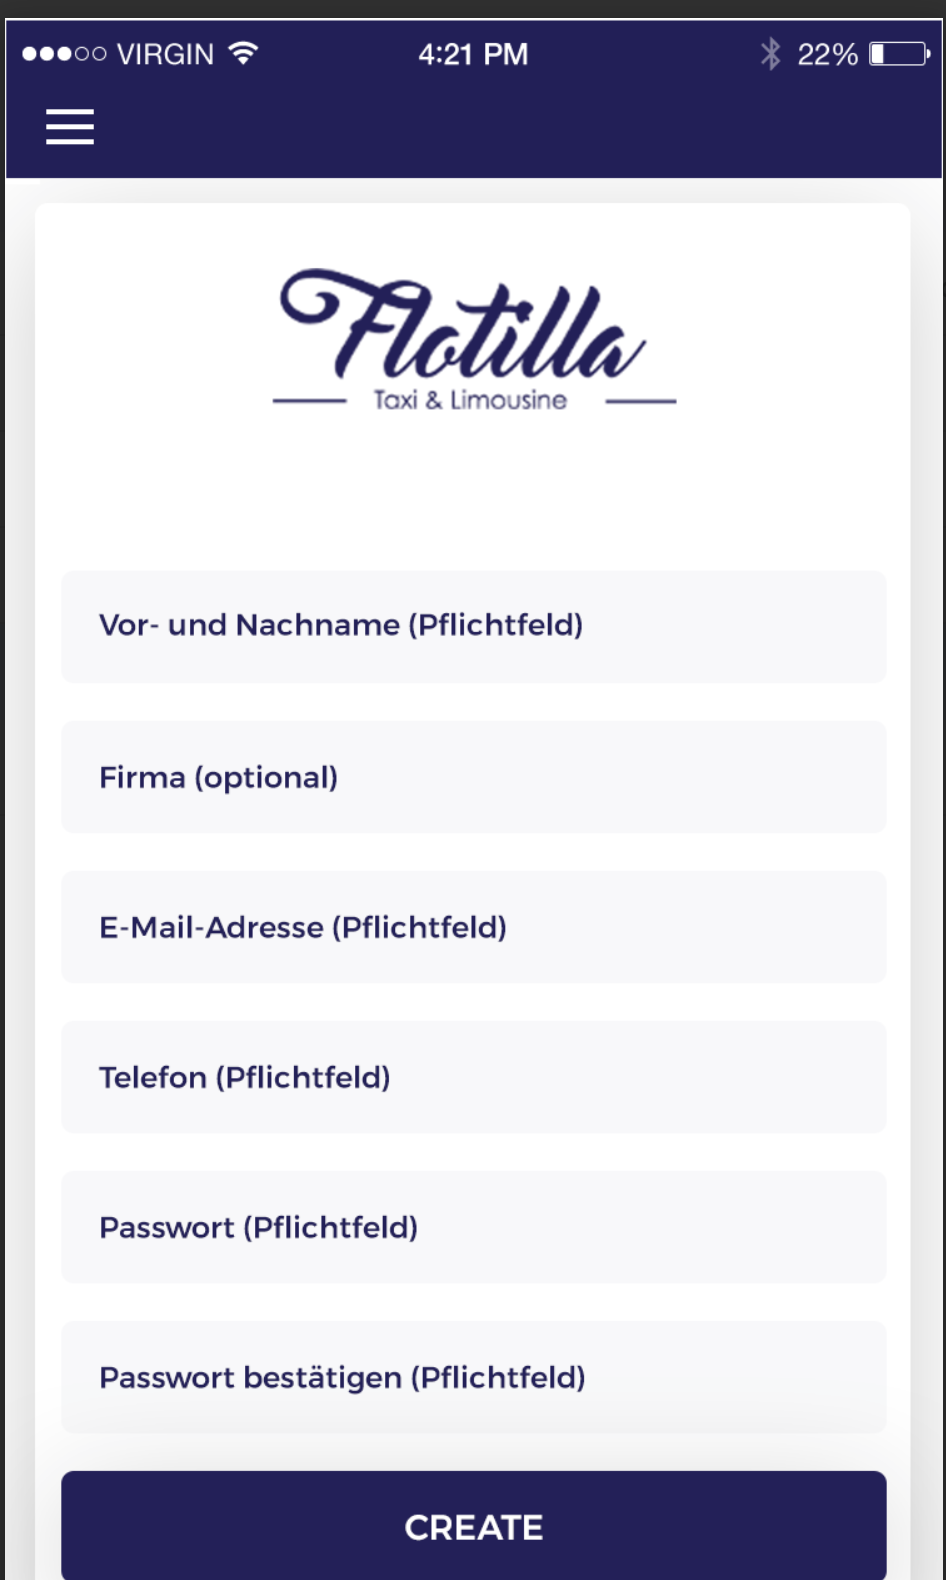 VIRGIN 4:21 PM 22%
Flotilla
Taxi & Limousine
Vor- und Nachname (Pflichtfeld)
Firma (optional)
E-Mail-Adresse (Pflichtfeld)
Telefon (Pflichtfeld)
Passwort (Pflichtfeld)
Passwort bestätigen (Pflichtfeld)
CREATE